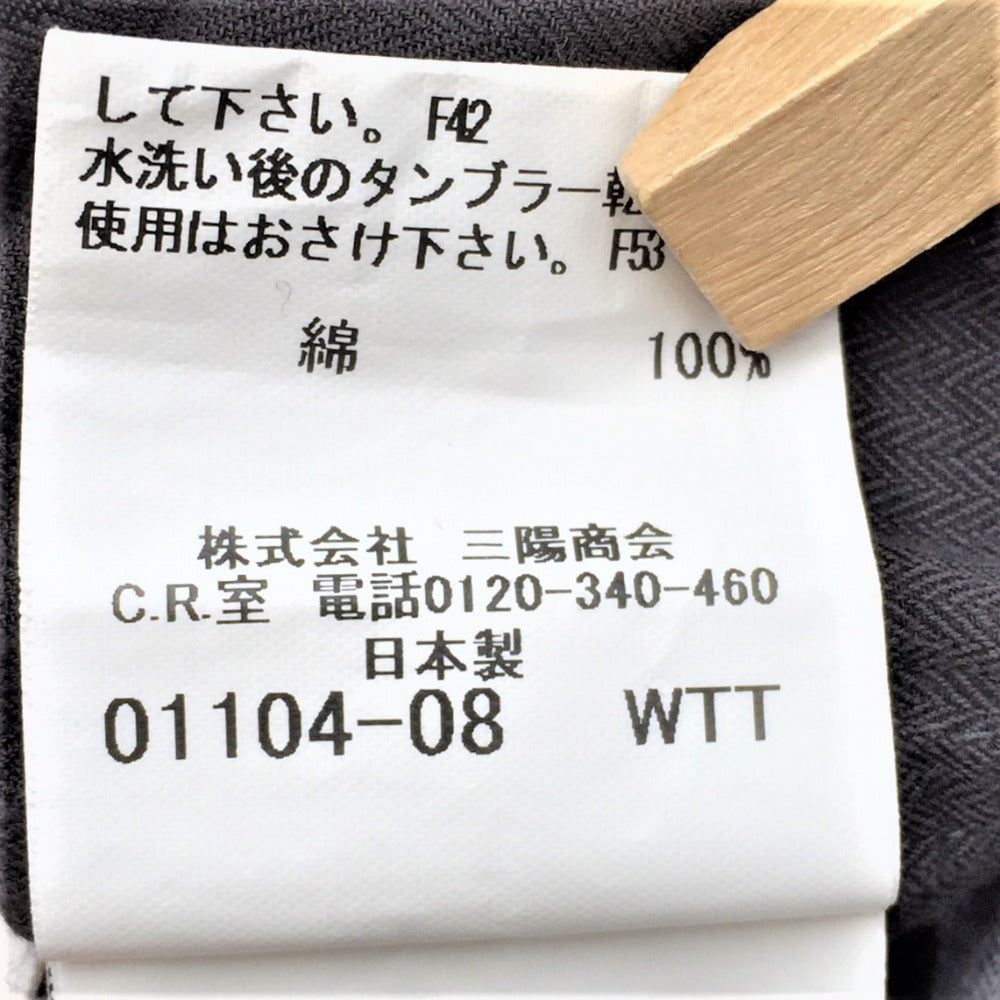 して下さい。 F42
水洗い後のタンブラー乾
使用はおさけ下さい。 F53
綿 100%
株式会社 三陽商会
C.R.室 電話0120-340-460
日本製
01104-08 WTT